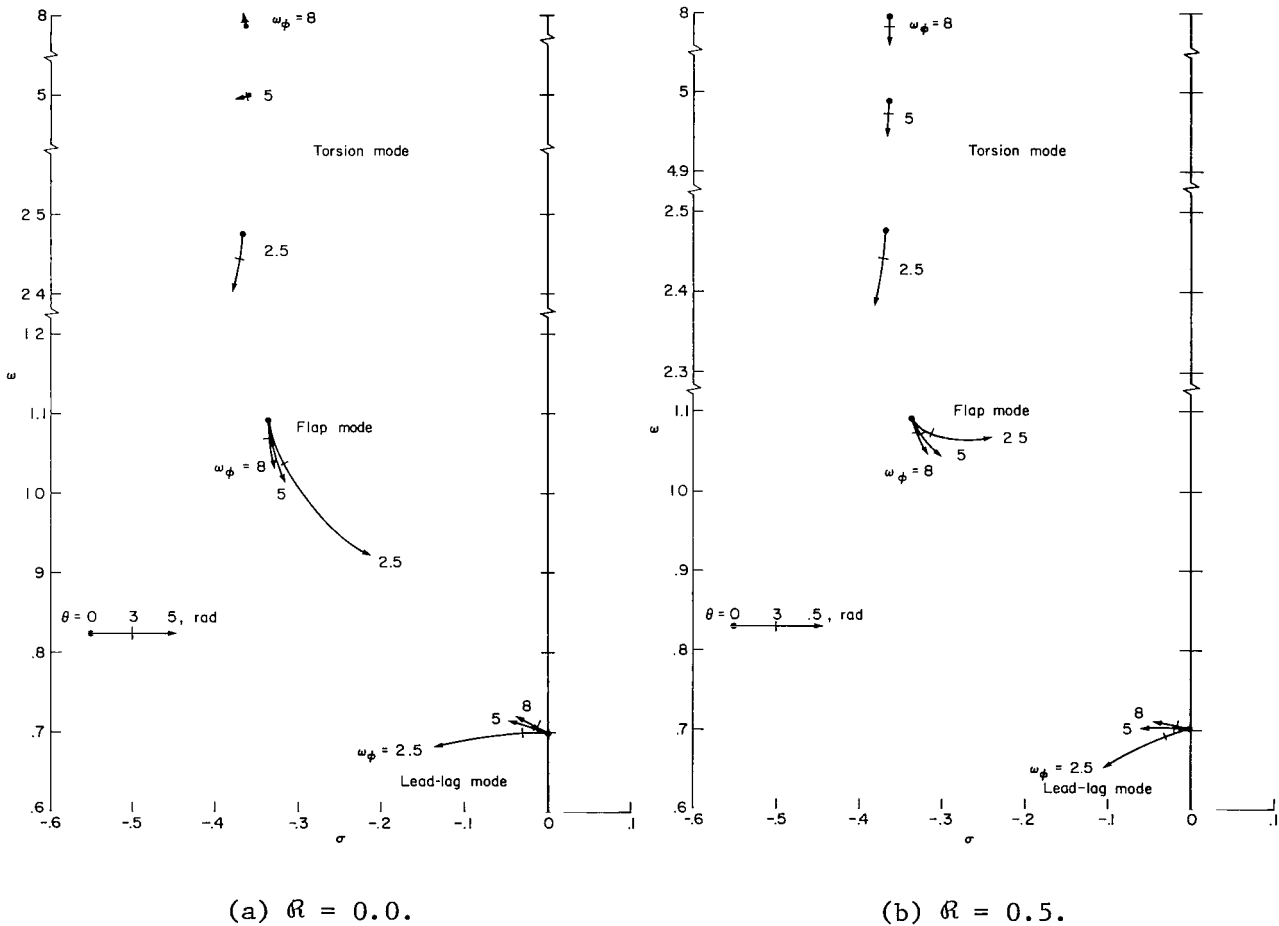 8
ωϕ = 8
5
5
Torsion mode
2 5
2.5
2 4
1 2
ω
1.1
Flap mode
ωϕ = 8
5
1 0
2.5
.9
θ = 0 3 5, rad
.8
8
5
.7
ωϕ = 2.5
Lead-lag mode
.6
-.6 -.5 -.4 -.3 -.2 -.1 0 .1
σ
(a) ℛ = 0.0.
8
ωϕ = 8
5
5
Torsion mode
4.9
2.5
2.5
2.4
2.3
1.1
Flap mode
ω
2 5
5
ωϕ = 8
1 0
.9
θ = 0 3 .5, rad
.8
8
.7
5
ωϕ = 2.5
Lead-lag mode
.6
-.6 -.5 -.4 -.3 -.2 -.1 0 .1
σ
(b) ℛ = 0.5.